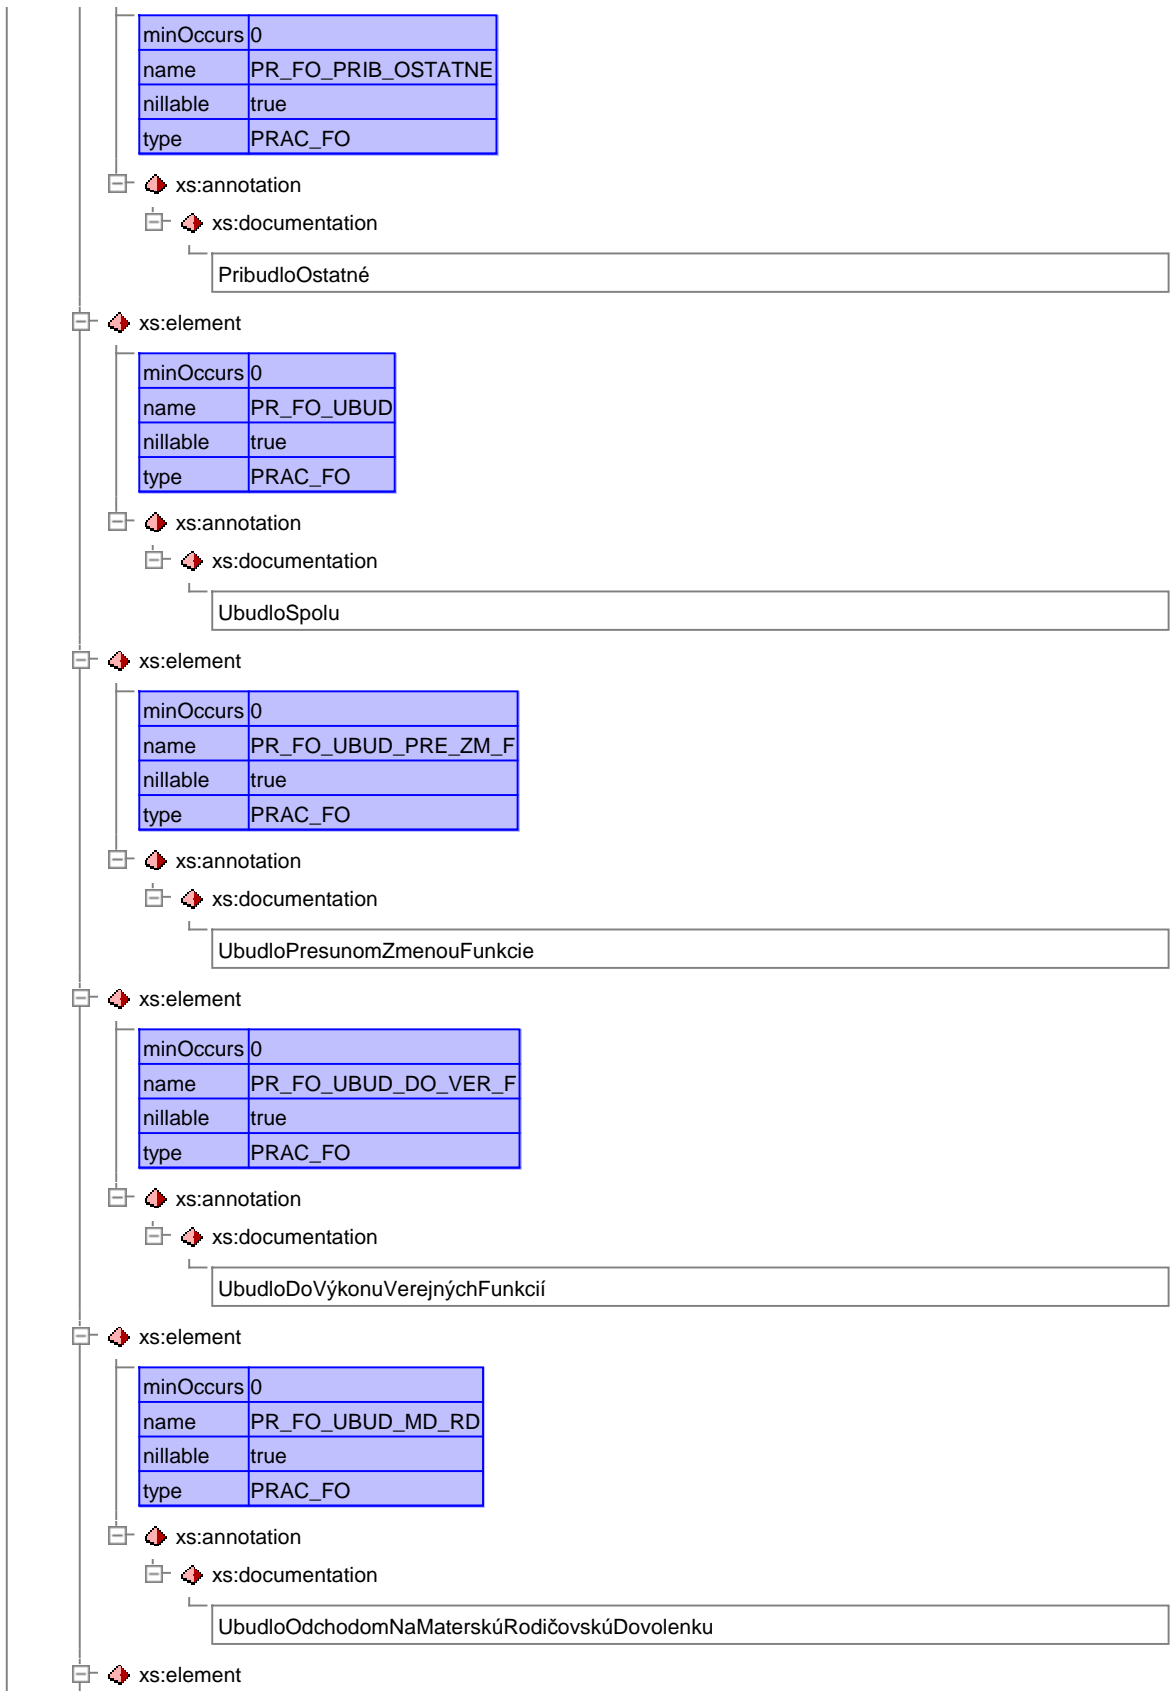 minOccurs 0
name PR_FO_PRIB_OSTATNE
nillable true
type PRAC_FO
xs:annotation
xs:documentation
PribudloOstatné
xs:element
minOccurs 0
name PR_FO_UBUD
nillable true
type PRAC_FO
xs:annotation
xs:documentation
UbudloSpolu
xs:element
minOccurs 0
name PR_FO_UBUD_PRE_ZM_F
nillable true
type PRAC_FO
xs:annotation
xs:documentation
UbudloPresunomZmenouFunkcie
xs:element
minOccurs 0
name PR_FO_UBUD_DO_VER_F
nillable true
type PRAC_FO
xs:annotation
xs:documentation
UbudloDoVýkonuVerejnýchFunkcií
xs:element
minOccurs 0
name PR_FO_UBUD_MD_RD
nillable true
type PRAC_FO
xs:annotation
xs:documentation
UbudloOdchodomNaMaterskúRodičovskúDovolenku
xs:element